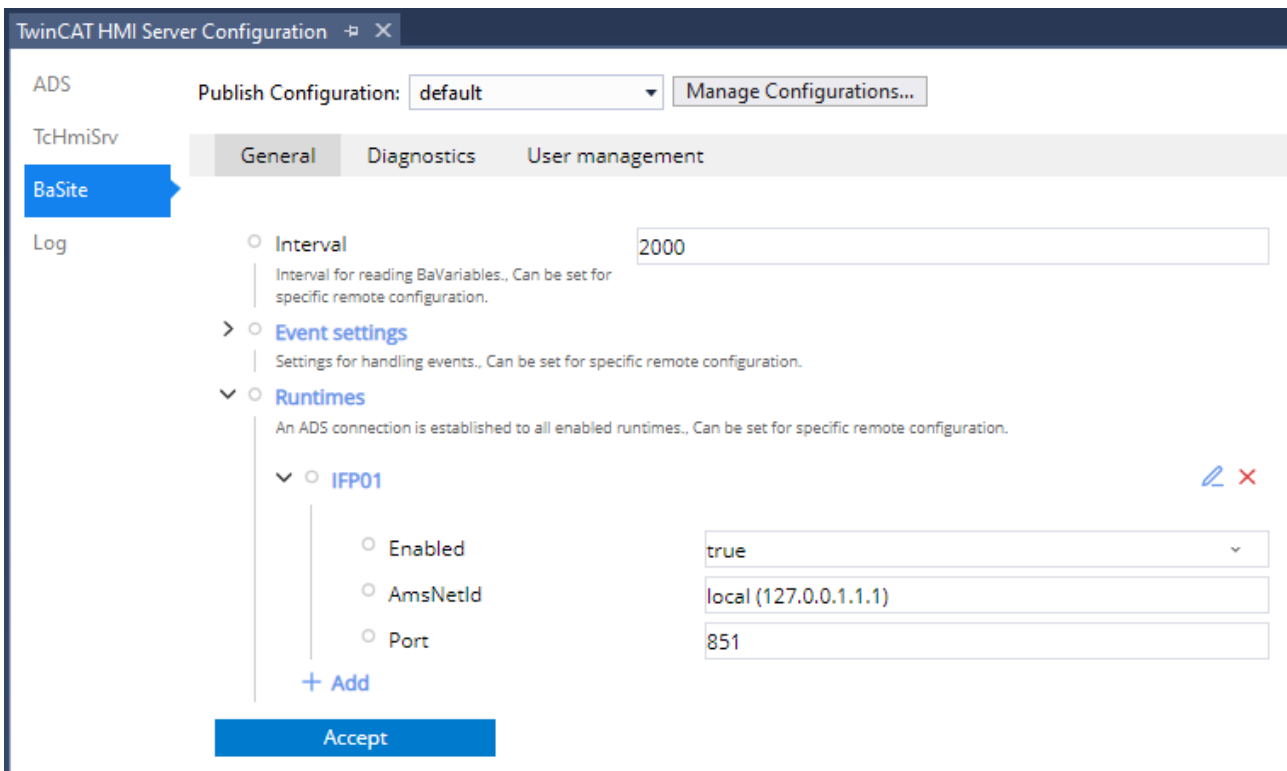 TwinCAT HMI Server Configuration
ADS
TcHmiSrv
BaSite
Log
Publish Configuration: default Manage Configurations...
General Diagnostics User management
Interval 2000
Interval for reading BaVariables., Can be set for
specific remote configuration.
Event settings
Settings for handling events., Can be set for specific remote configuration.
Runtimes
An ADS connection is established to all enabled runtimes., Can be set for specific remote configuration.
IFP01
Enabled true
AmsNetId local (127.0.0.1.1.1)
Port 851
+ Add
Accept